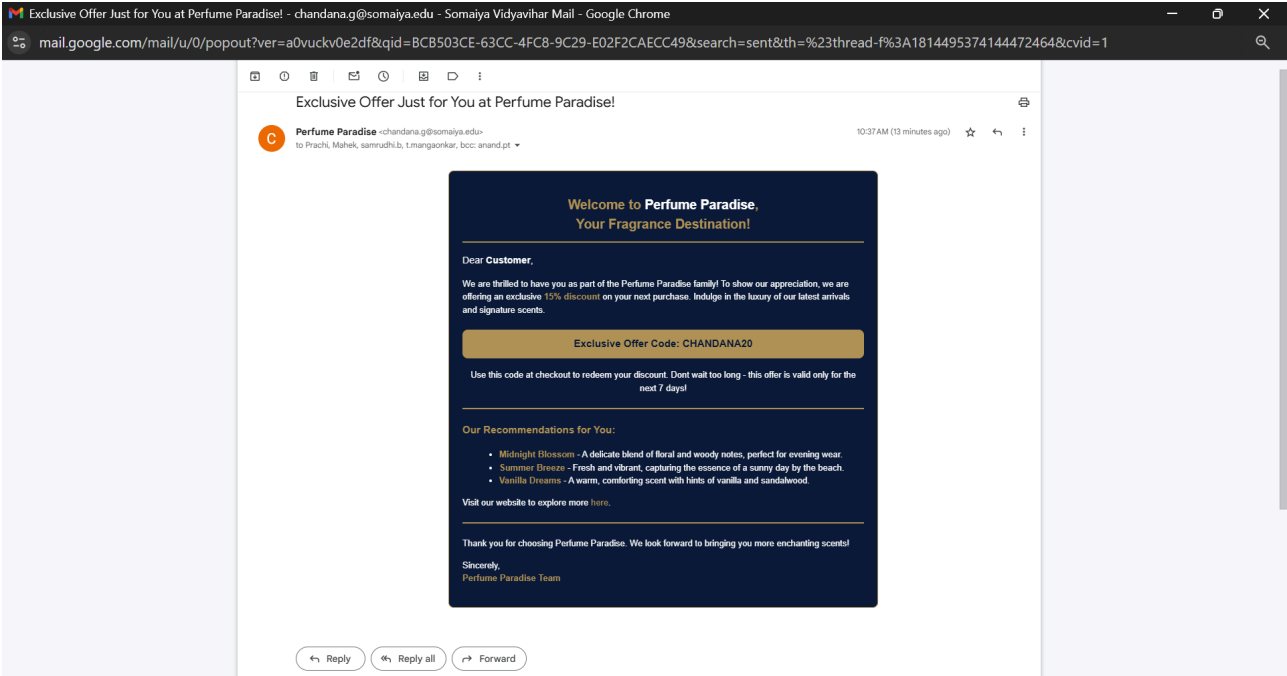 Exclusive Offer Just for You at Perfume Paradise! - chandana.g@somaiya.edu - Somaiya Vidyavihar Mail - Google Chrome
mail.google.com/mail/u/0/popout?ver=a0vuckv0e2df&qid=BCB503CE-63CC-4FC8-9C29-E02F2CAECC49&search=sent&th=%23thread-f%3A1814495374144472464&cvid=1
Exclusive Offer Just for You at Perfume Paradise!
Perfume Paradise <chandana.g@somaiya.edu>
10:37 AM (13 minutes ago)
to Prachi, Mahek, samrudhi.b, t.mangaonkar, bcc: anand.pt
C
Welcome to Perfume Paradise,
Your Fragrance Destination!
Dear Customer,
We are thrilled to have you as part of the Perfume Paradise family! To show our appreciation, we are
offering an exclusive 15% discount on your next purchase. Indulge in the luxury of our latest arrivals
and signature scents.
Exclusive Offer Code: CHANDANA20
Use this code at checkout to redeem your discount. Dont wait too long - this offer is valid only for the
next 7 days!
Our Recommendations for You:
• Midnight Blossom - A delicate blend of floral and woody notes, perfect for evening wear.
• Summer Breeze - Fresh and vibrant, capturing the essence of a sunny day by the beach.
• Vanilla Dreams - A warm, comforting scent with hints of vanilla and sandalwood.
Visit our website to explore more here.
Thank you for choosing Perfume Paradise. We look forward to bringing you more enchanting scents!
Sincerely,
Perfume Paradise Team
Reply
Reply all
Forward